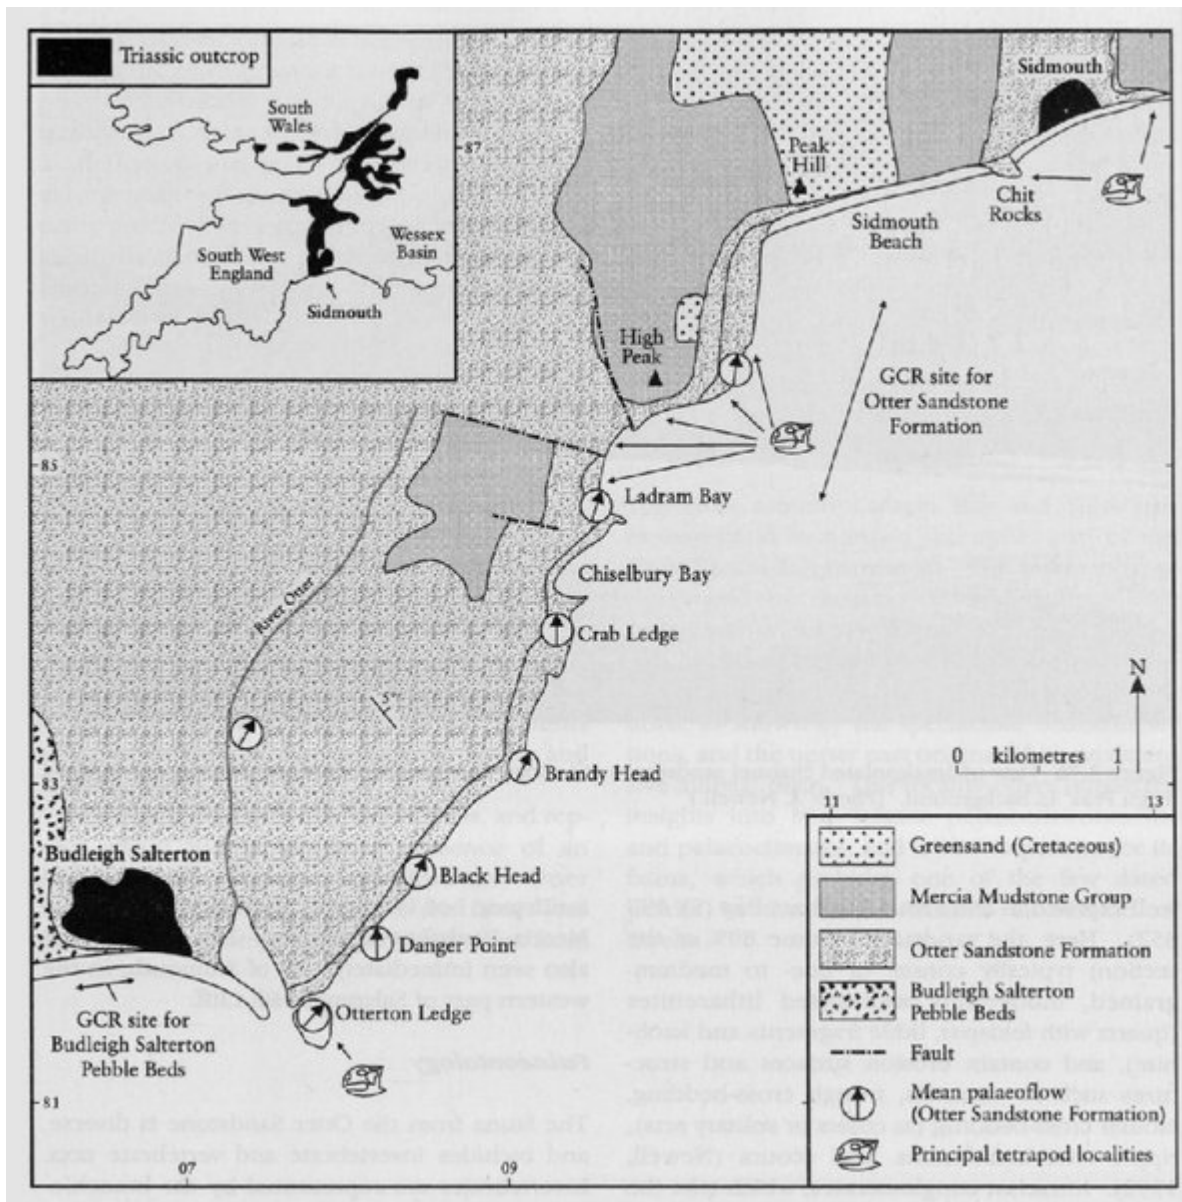 Triassic outcrop
South
Wales
South West
England
Wessex
Basin
Sidmouth
Sidmouth
87
Peak
Hill
Chit
Rocks
Sidmouth
Beach
High
Peak
GCR site for
Otter Sandstone
Formation
85
Ladram Bay
Chiselbury Bay
River Otter
Crab Ledge
N
5°
0 kilometres 1
Brandy Head
83
11
13
Budleigh Salterton
Black Head
Danger Point
Otterton Ledge
GCR site for
Budleigh Salterton
Pebble Beds
81
07
09
Greensand (Cretaceous)
Mercia Mudstone Group
Otter Sandstone Formation
Budleigh Salterton
Pebble Beds
Fault
Mean palaeoflow
(Otter Sandstone Formation)
Principal tetrapod localities